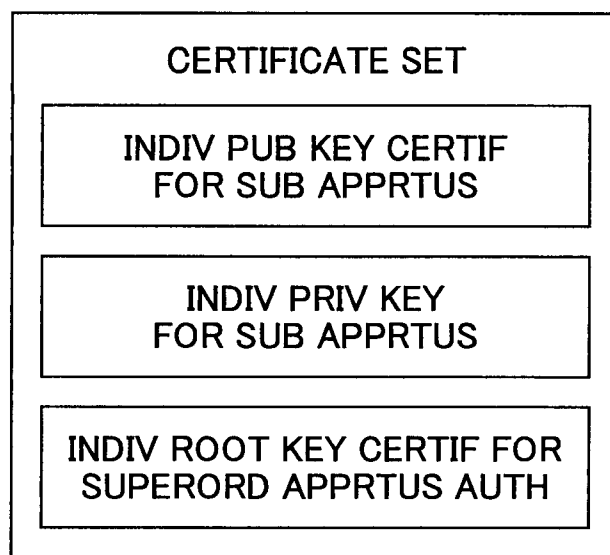 CERTIFICATE SET
INDIV PUB KEY CERTIF
FOR SUB APPRTUS
INDIV PRIV KEY
FOR SUB APPRTUS
INDIV ROOT KEY CERTIF FOR
SUPERORD APPRTUS AUTH